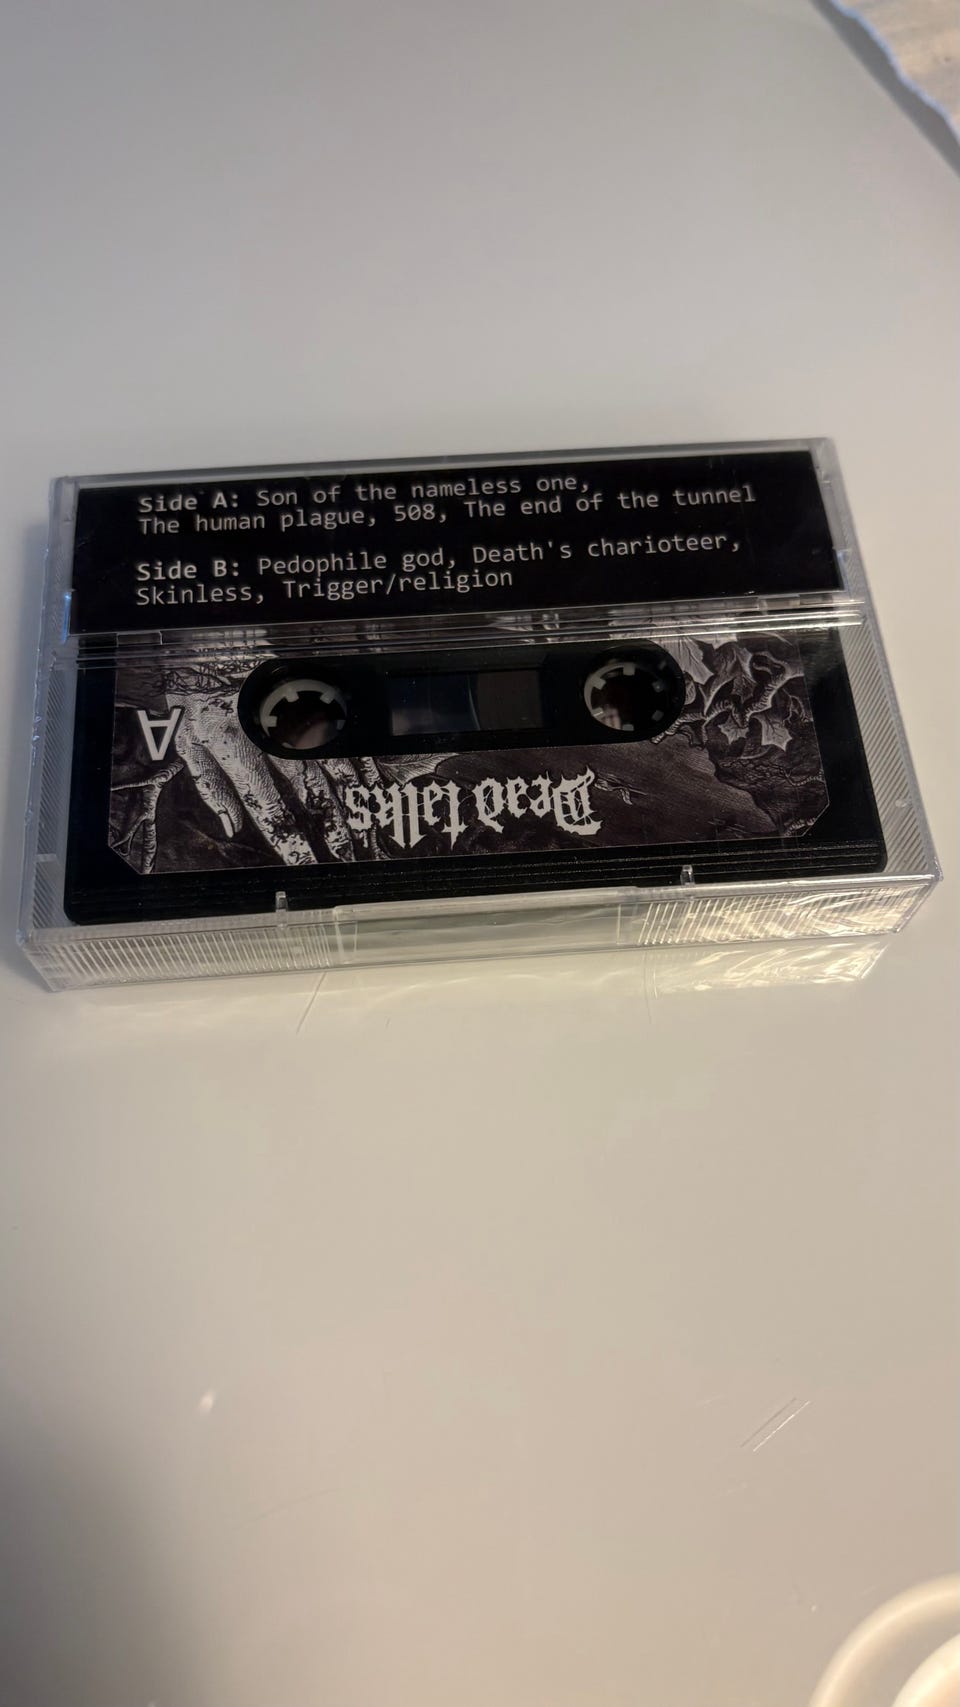 Side A: Son of the nameless one,
The human plague, 508, The end of the tunnel
Side B: Pedophile god, Death's charioteer,
Skinless, Trigger/religion
A
Dead talks